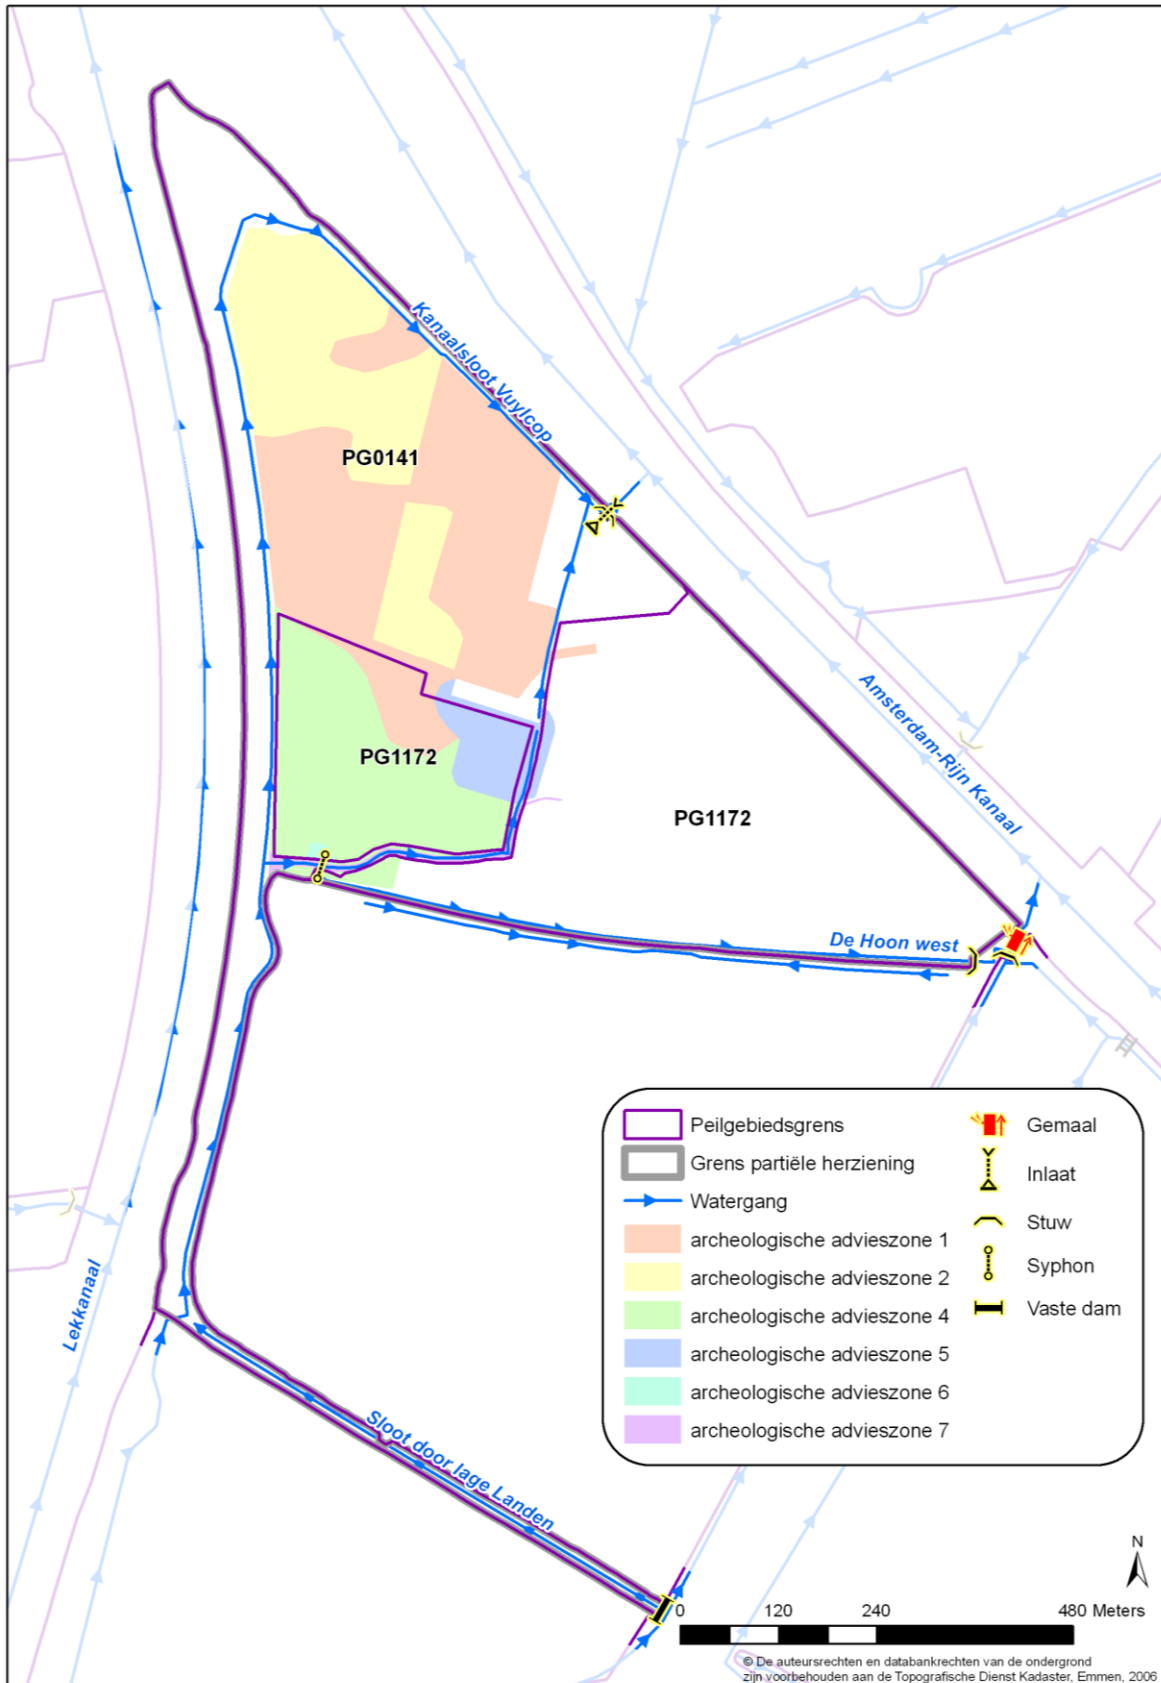 Kanaalsloot Vuylcop
PG0141
Amsterdam-Rijn Kanaal
PG1172
PG1172
De Hoon west
Lekkanaal
Sloot door lage Landen
Peilgebiedsgrens
Grens partiële herziening
Watergang
archeologische advieszone 1
archeologische advieszone 2
archeologische advieszone 4
archeologische advieszone 5
archeologische advieszone 6
archeologische advieszone 7
Gemaal
Inlaat
Stuw
Syphon
Vaste dam
N
0 120 240 480 Meters
© De auteursrechten en databankrechten van de ondergrond
zijn voorbehouden aan de Topografische Dienst Kadaster, Emmen, 2006